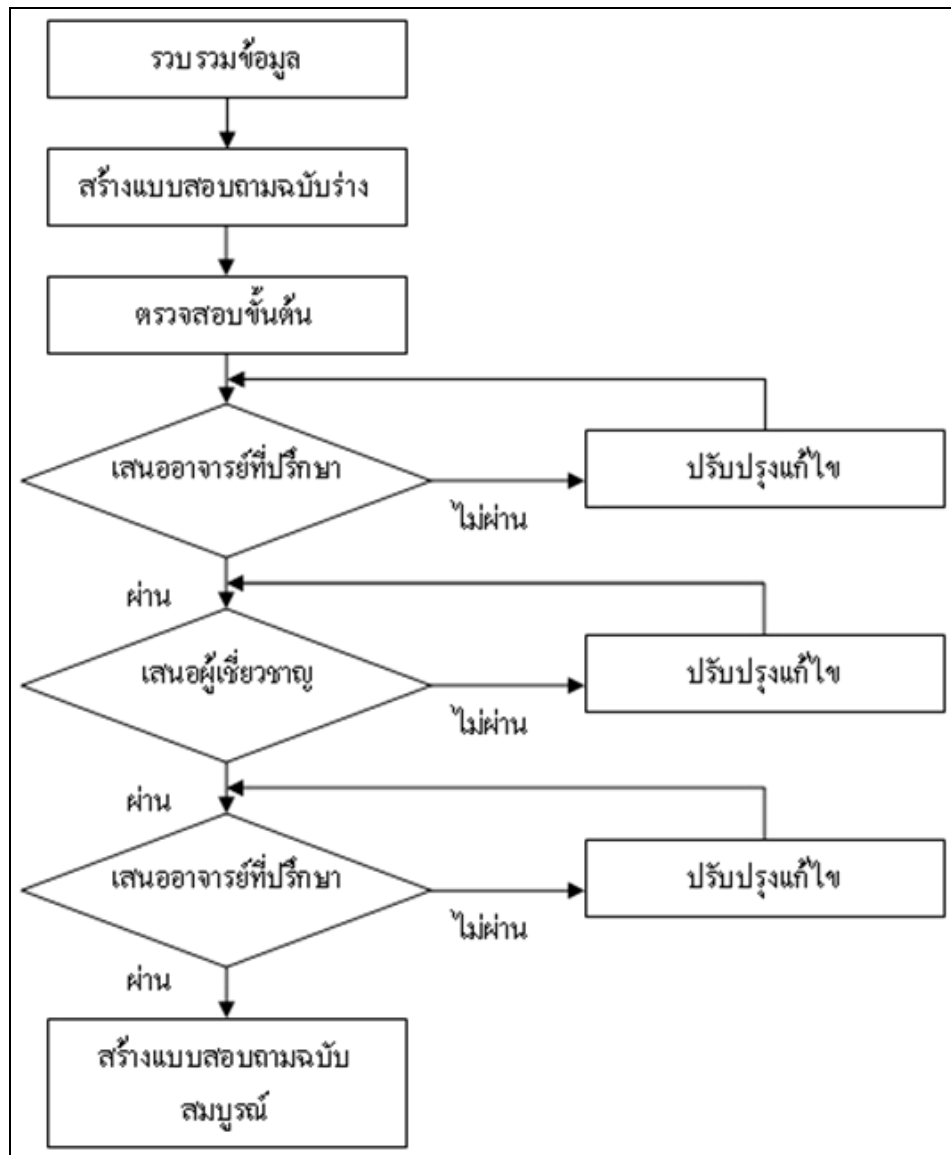 รวบรวมข้อมูล
สร้างแบบสอบถามฉบับร่าง
ตรวจสอบขั้นต้น
เสนออาจารย์ที่ปรึกษา
ปรับปรุงแก้ไข
ไม่ผ่าน
ผ่าน
เสนอผู้เชี่ยวชาญ
ปรับปรุงแก้ไข
ไม่ผ่าน
ผ่าน
เสนออาจารย์ที่ปรึกษา
ปรับปรุงแก้ไข
ไม่ผ่าน
ผ่าน
สร้างแบบสอบถามฉบับ
สมบูรณ์